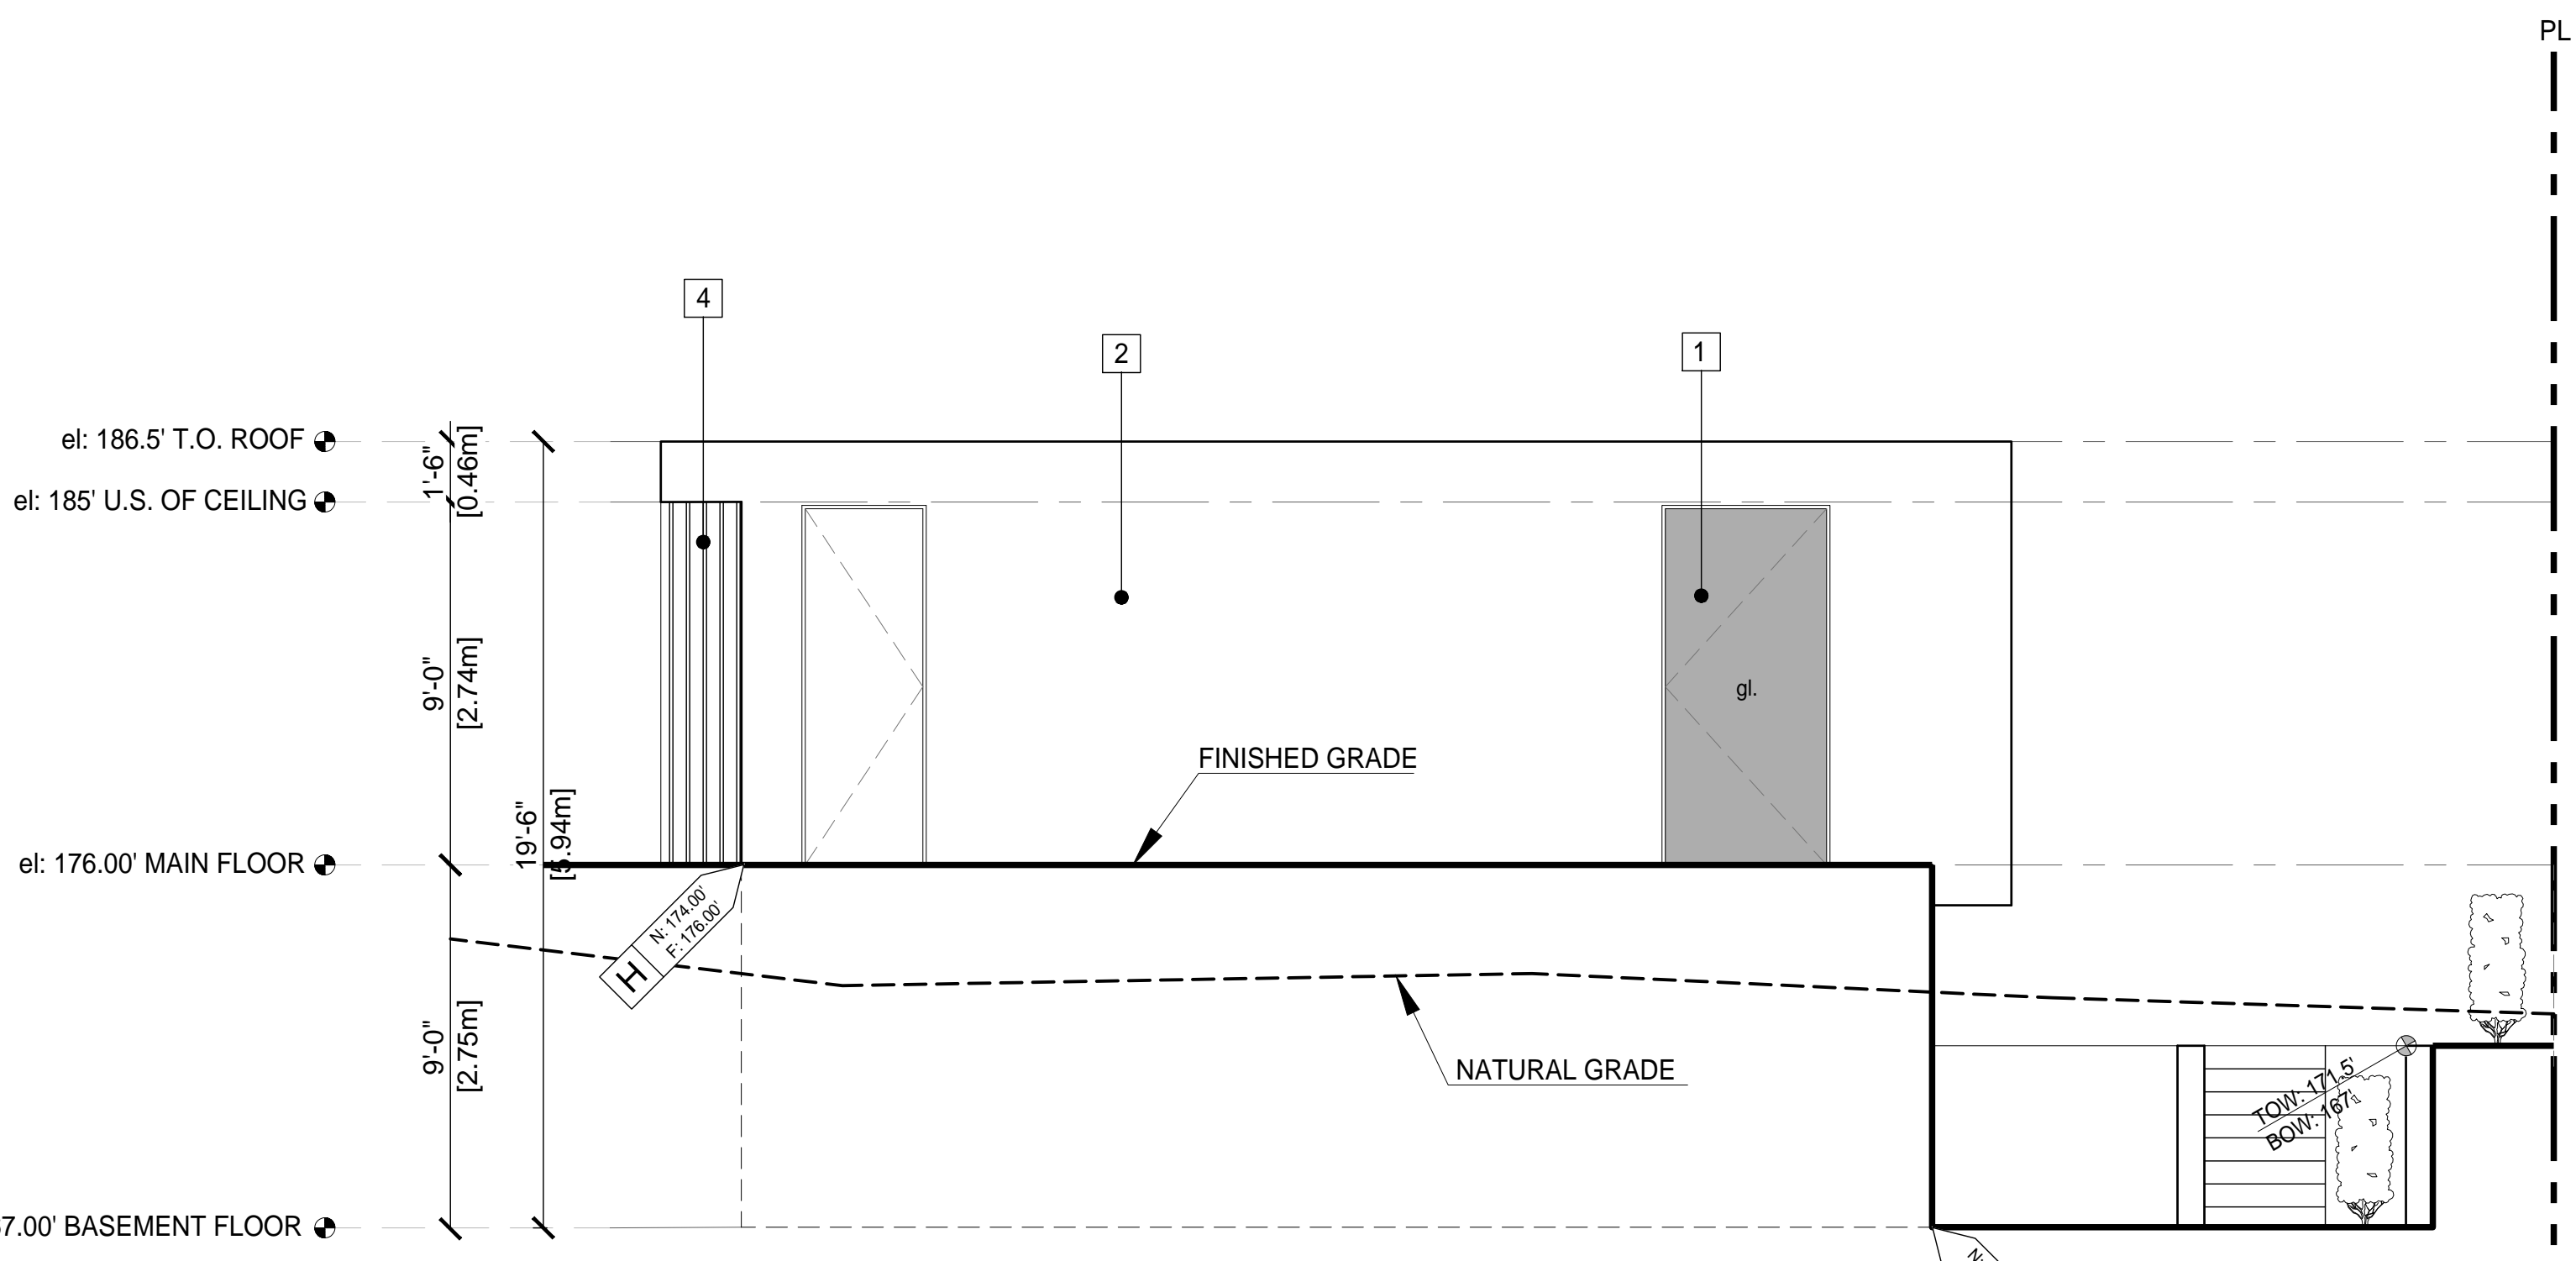 PL
4
2
1
el: 186.5' T.O. ROOF
1'-6"
[0.46m]
el: 185' U.S. OF CEILING
9'-0"
[2.74m]
gl.
FINISHED GRADE
19'-6"
[5.94m]
el: 176.00' MAIN FLOOR
N: 174.00'
F: 176.00'
H
9'-0"
[2.75m]
NATURAL GRADE
TOW: 171.5'
BOW: 167'
7.00' BASEMENT FLOOR
N: